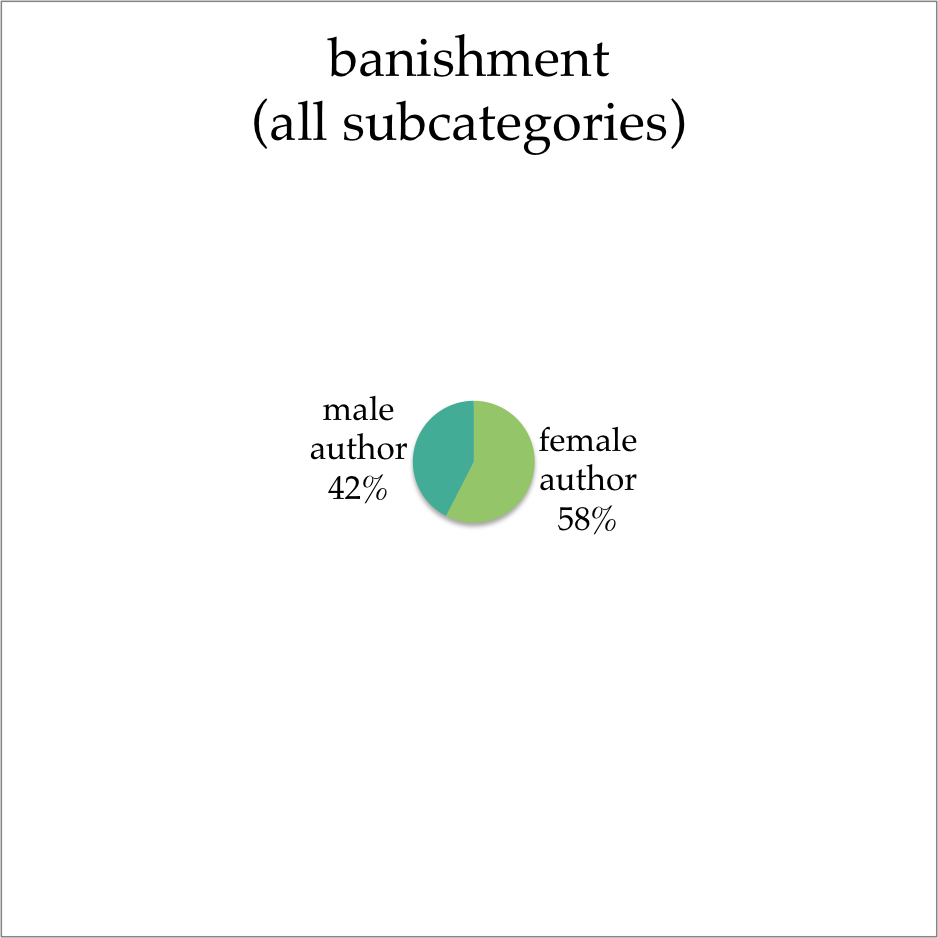 banishment
(all subcategories)
male
author
42%
female
author
58%